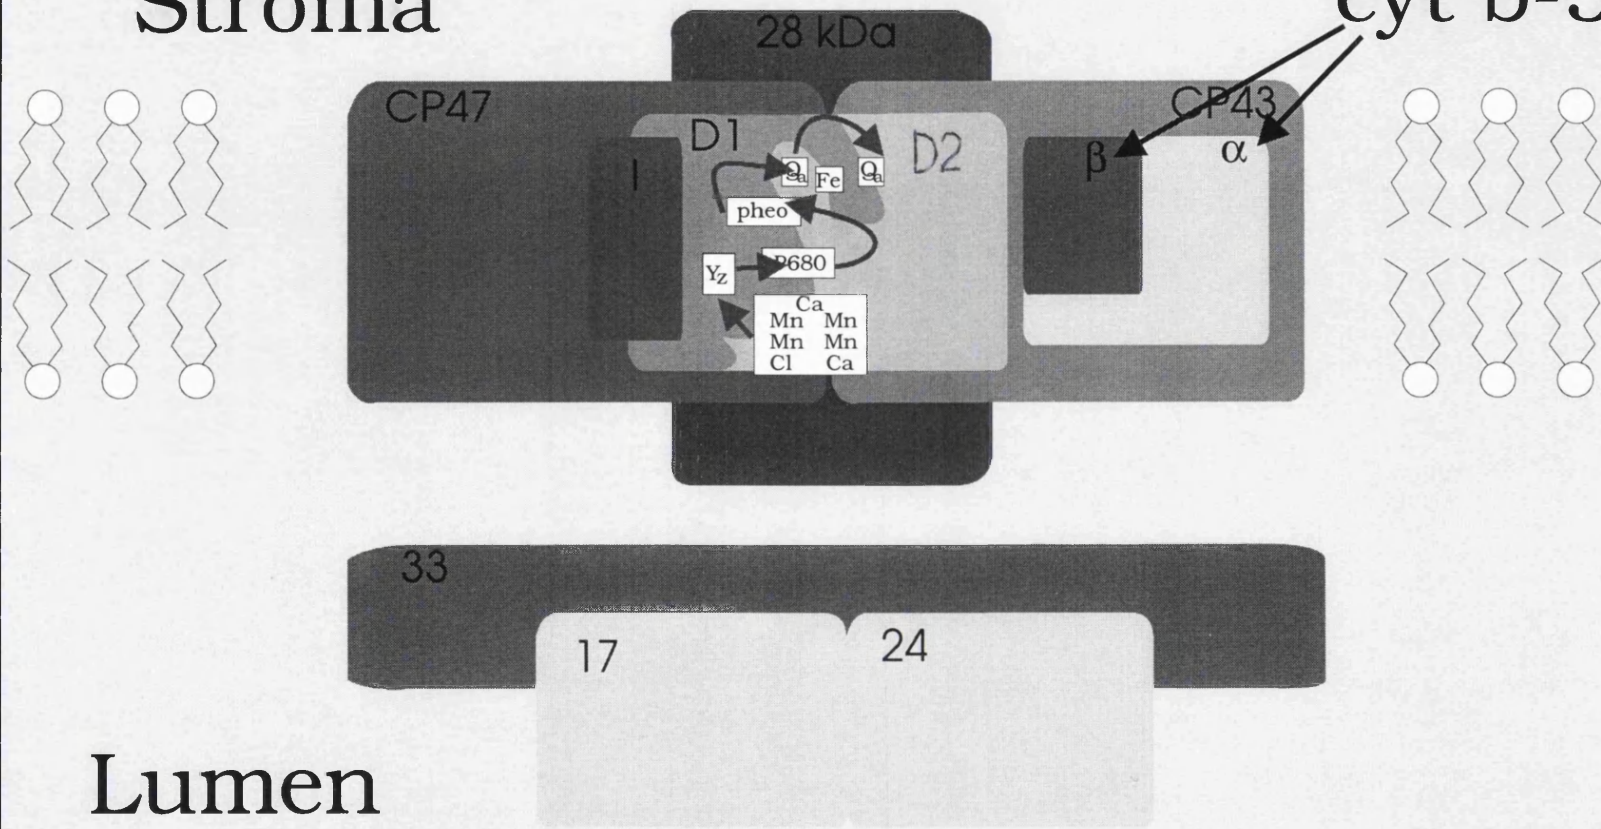 Stroma
cyt b-5
28 kDa
CP47
CP43
D1
D2
I
β
α
Qa
Fe
Qa
pheo
P680
Yz
Ca
Mn Mn
Mn Mn
Cl Ca
33
17
24
Lumen